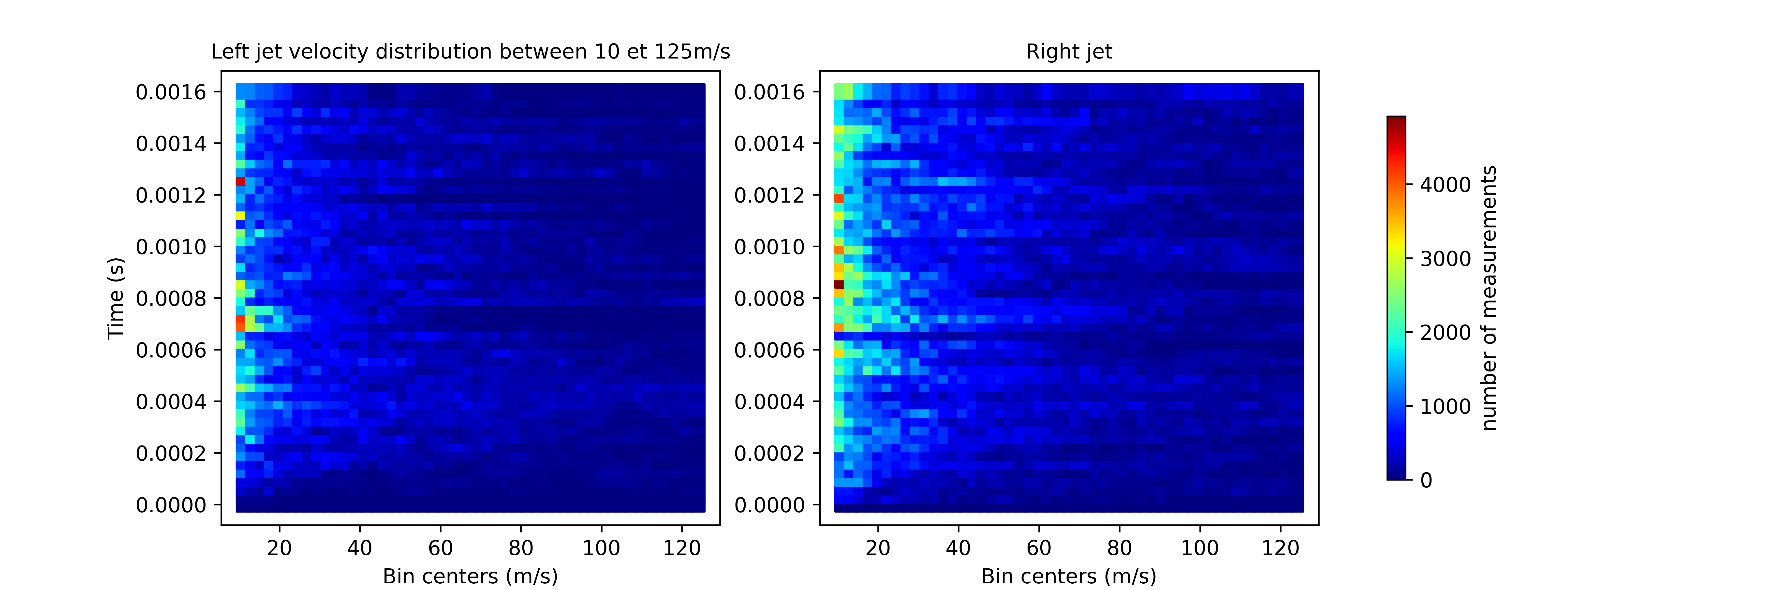 Left jet velocity distribution between 10 et 125m/s
Right jet
0.0016
0.0014
0.0012
0.0010
0.0008
0.0006
0.0004
0.0002
0.0000
Time (s)
20 40 60 80 100 120
Bin centers (m/s)
0.0016
0.0014
0.0012
0.0010
0.0008
0.0006
0.0004
0.0002
0.0000
20 40 60 80 100 120
Bin centers (m/s)
4000
3000
2000
1000
0
number of measurements